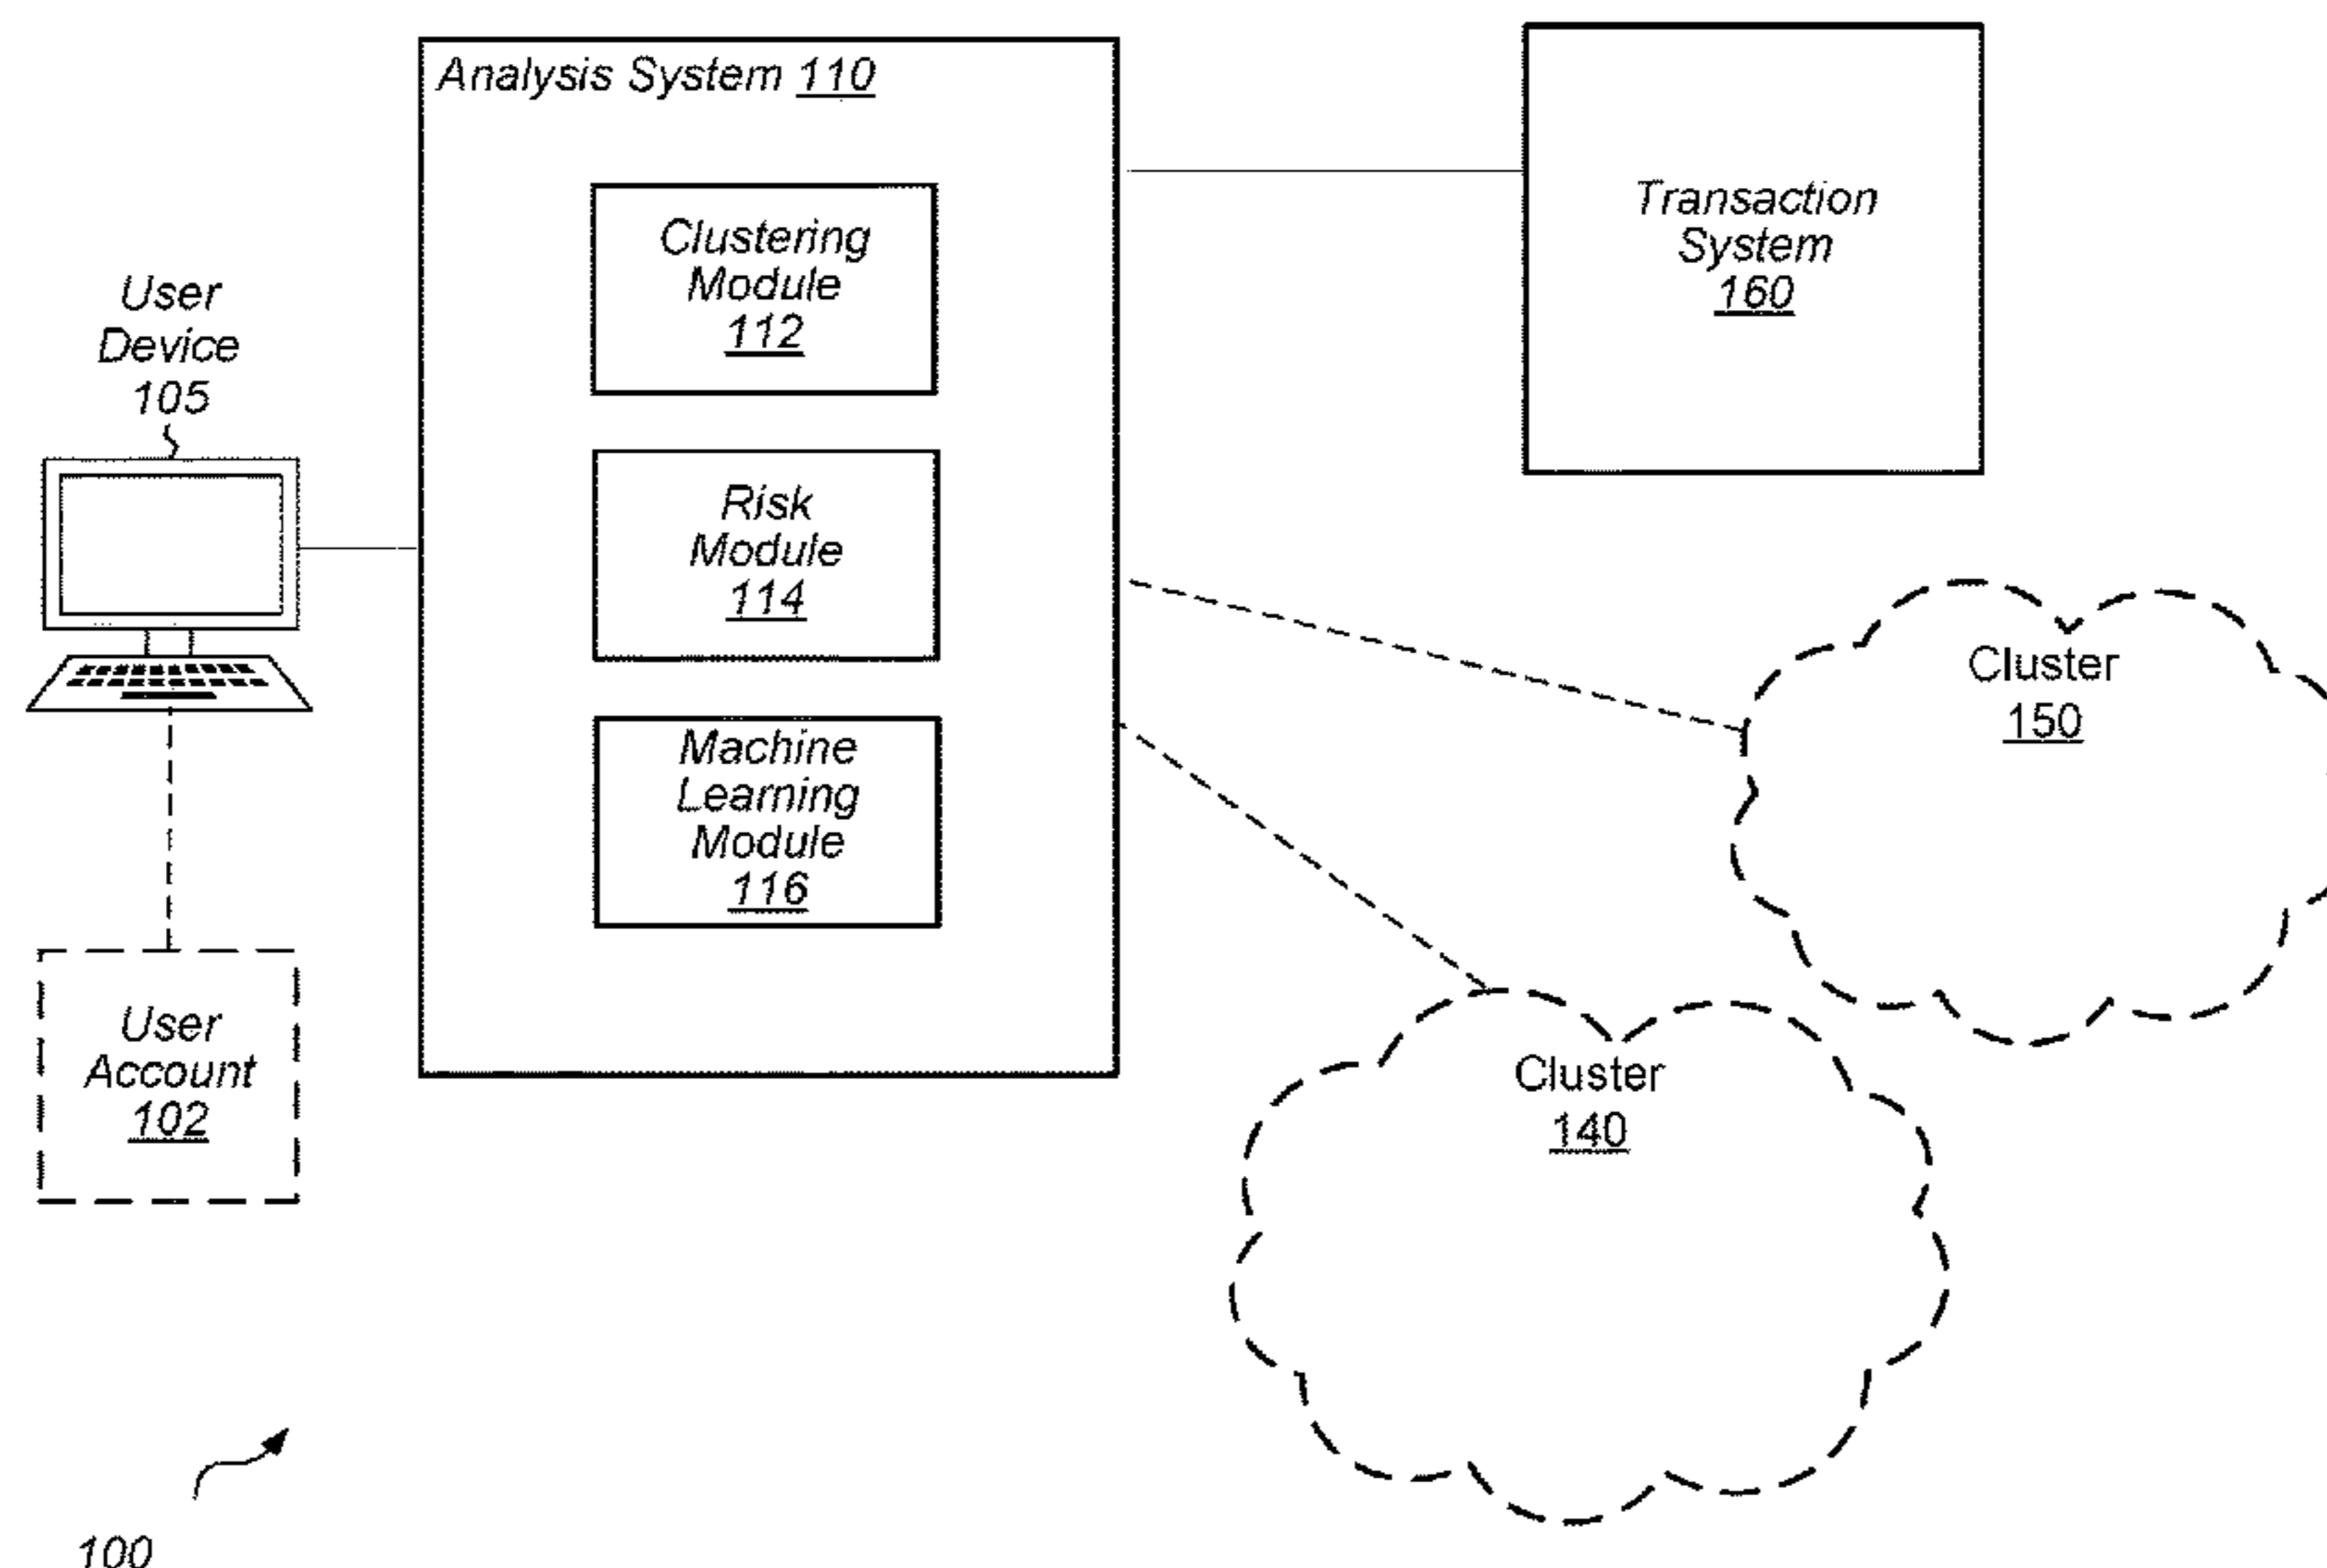 Analysis System 110
Clustering
Module
112
Risk
Module
114
Machine
Learning
Module
116
Transaction
System
160
User
Device
105
User
Account
102
Cluster
150
Cluster
140
100